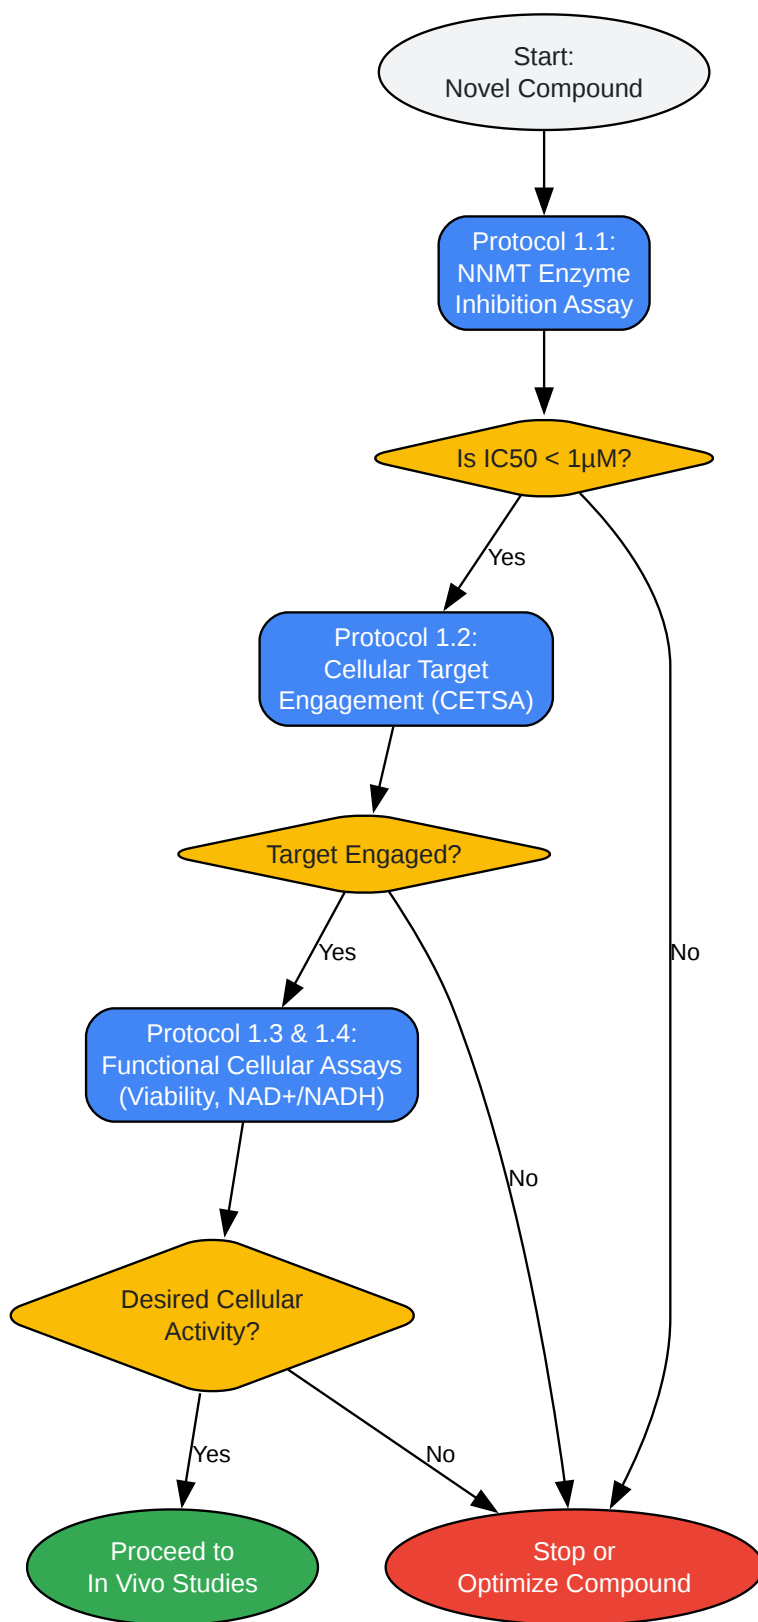 Start:
Novel Compound
Protocol 1.1:
NNMT Enzyme
Inhibition Assay
Is IC50 < 1µM?
Yes
Protocol 1.2:
Cellular Target
Engagement (CETSA)
Target Engaged?
Yes
No
Protocol 1.3 & 1.4:
Functional Cellular Assays
(Viability, NAD+/NADH)
No
Desired Cellular
Activity?
Yes
No
Proceed to
In Vivo Studies
Stop or
Optimize Compound